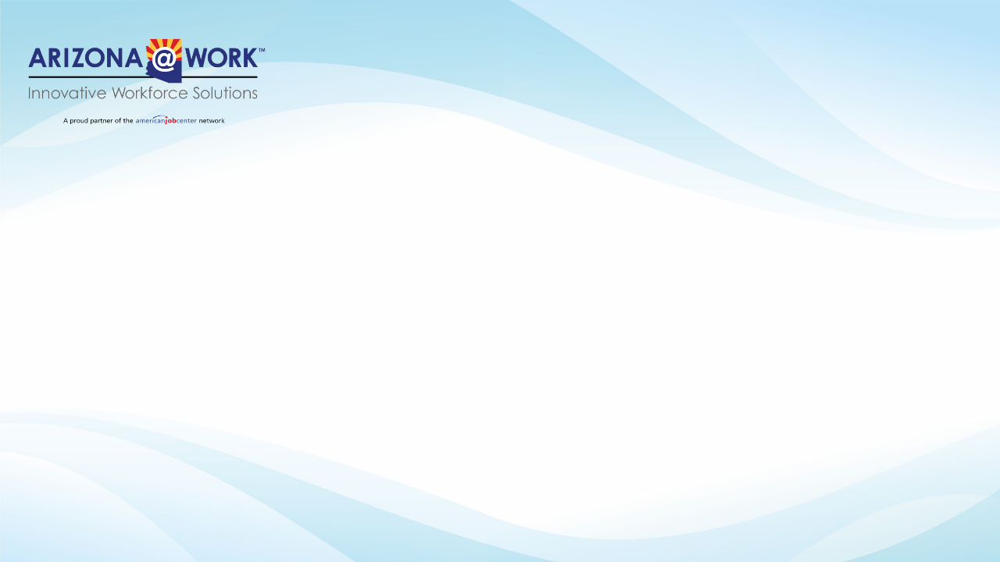 ARIZONA @ WORK™
Innovative Workforce Solutions
A proud partner of the americanjobcenter network